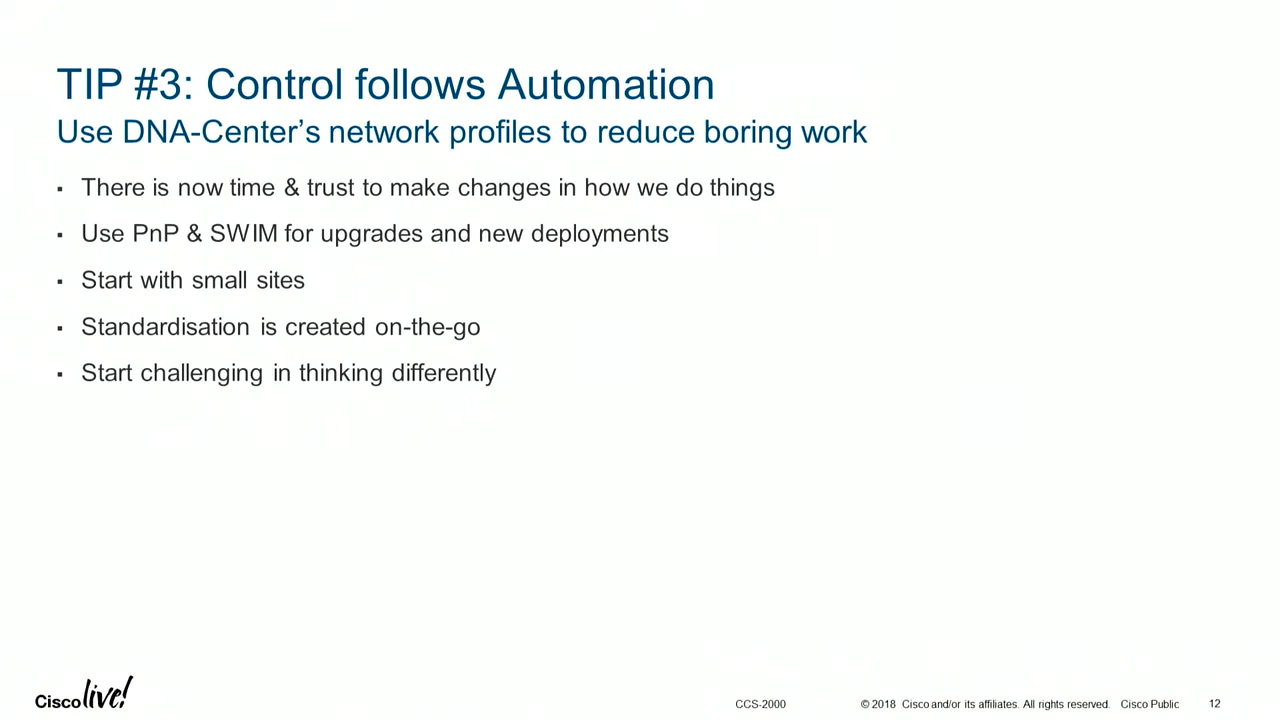 TIP #3: Control follows Automation
Use DNA-Center's network profiles to reduce boring work
▪ There is now time & trust to make changes in how we do things
▪ Use PnP & SWIM for upgrades and new deployments
▪ Start with small sites
▪ Standardisation is created on-the-go
▪ Start challenging in thinking differently
Cisco live!
CCS-2000
© 2018 Cisco and/or its affiliates. All rights reserved. Cisco Public
12